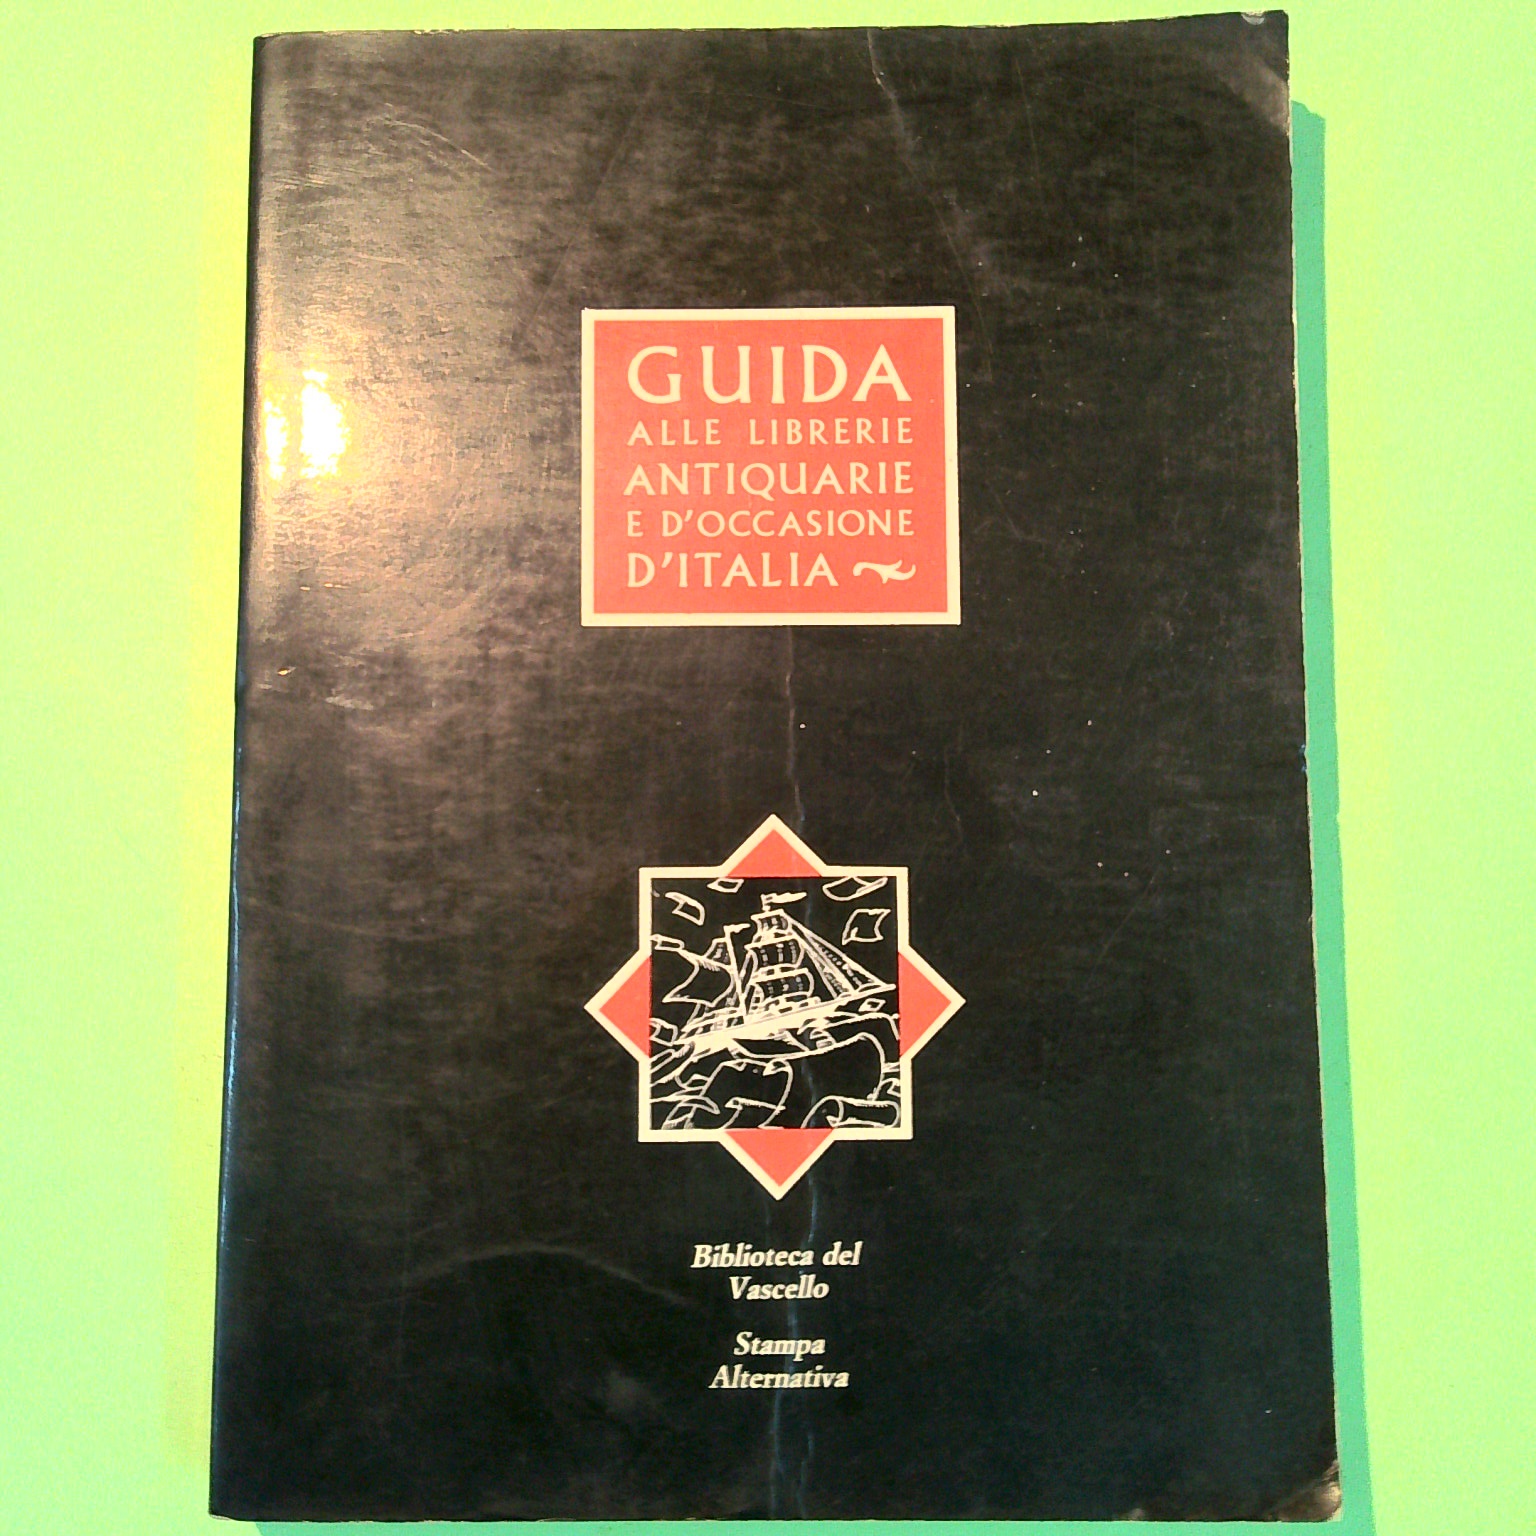 GUIDA
ALLE LIBRERIE
ANTIQUARIE
E D'OCCASIONE
D'ITALIA
Biblioteca del
Vascello
Stampa
Alternativa